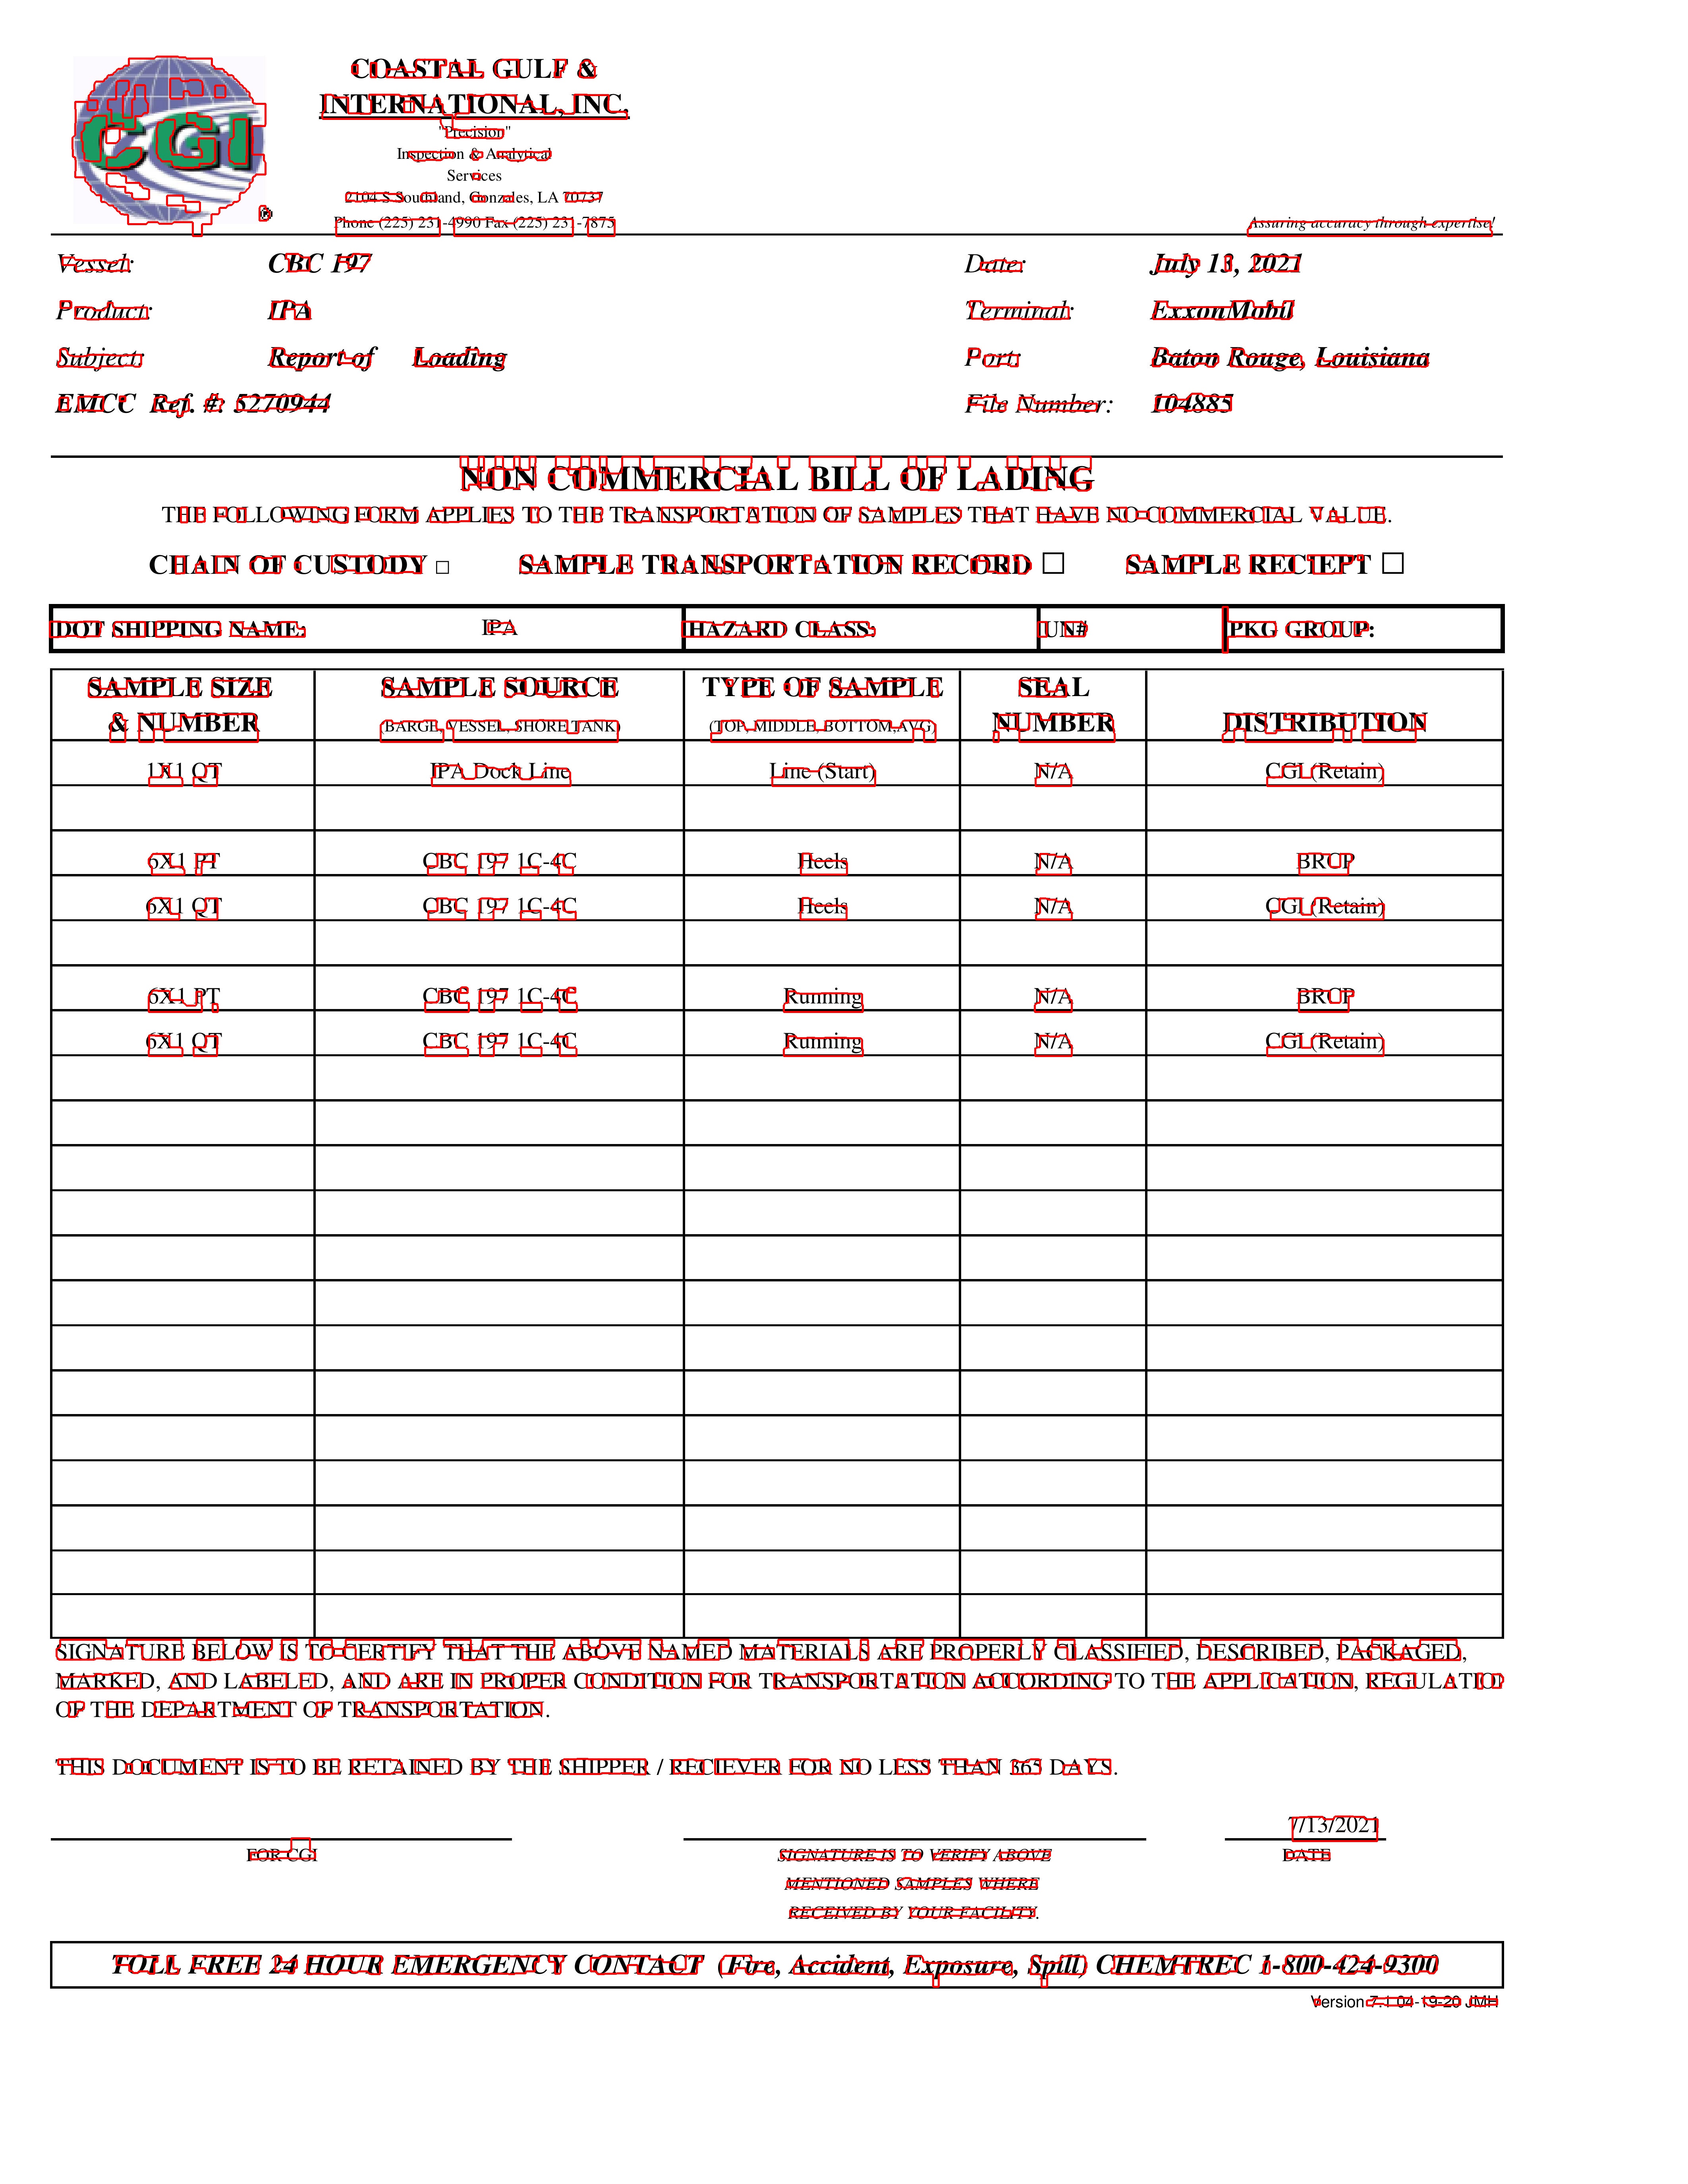 CGI
®
COASTAL GULF &
INTERNATIONAL, INC.
"Precision"
Inspection & Analytical
Services
2104 S Southland, Gonzales, LA 70737
Phone (225) 231-4990 Fax (225) 231-7875
Assuring accuracy through expertise!
Vessel: CBC 197 Date: July 13, 2021
Product: IPA Terminal: ExxonMobil
Subject: Report of Loading Port: Baton Rouge, Louisiana
EMCC Ref. #: 5270944 File Number: 104885
NON COMMERCIAL BILL OF LADING
THE FOLLOWING FORM APPLIES TO THE TRANSPORTATION OF SAMPLES THAT HAVE NO COMMERCIAL VALUE.
CHAIN OF CUSTODY □ SAMPLE TRANSPORTATION RECORD □ SAMPLE RECIEPT □
DOT SHIPPING NAME: IPA HAZARD CLASS: UN# PKG GROUP:
SAMPLE SIZE SAMPLE SOURCE TYPE OF SAMPLE SEAL
& NUMBER (BARGE, VESSEL, SHORE TANK) (TOP, MIDDLE, BOTTOM,AVG) NUMBER DISTRIBUTION
1X1 QT IPA Dock Line Line (Start) N/A CGI (Retain)
6X1 PT CBC 197 1C-4C Heels N/A BRCP
6X1 QT CBC 197 1C-4C Heels N/A CGI (Retain)
6X1 PT CBC 197 1C-4C Running N/A BRCP
6X1 QT CBC 197 1C-4C Running N/A CGI (Retain)
SIGNATURE BELOW IS TO CERTIFY THAT THE ABOVE NAMED MATERIALS ARE PROPERLY CLASSIFIED, DESCRIBED, PACKAGED,
MARKED, AND LABELED, AND ARE IN PROPER CONDITION FOR TRANSPORTATION ACCORDING TO THE APPLICATION, REGULATIO
OF THE DEPARTMENT OF TRANSPORTATION.
THIS DOCUMENT IS TO BE RETAINED BY THE SHIPPER / RECIEVER FOR NO LESS THAN 365 DAYS.
7/13/2021
FOR CGI SIGNATURE IS TO VERIFY ABOVE DATE
MENTIONED SAMPLES WHERE
RECEIVED BY YOUR FACILITY.
TOLL FREE 24 HOUR EMERGENCY CONTACT (Fire, Accident, Exposure, Spill) CHEMTREC 1-800-424-9300
Version 7.1 04-19-20 JMH